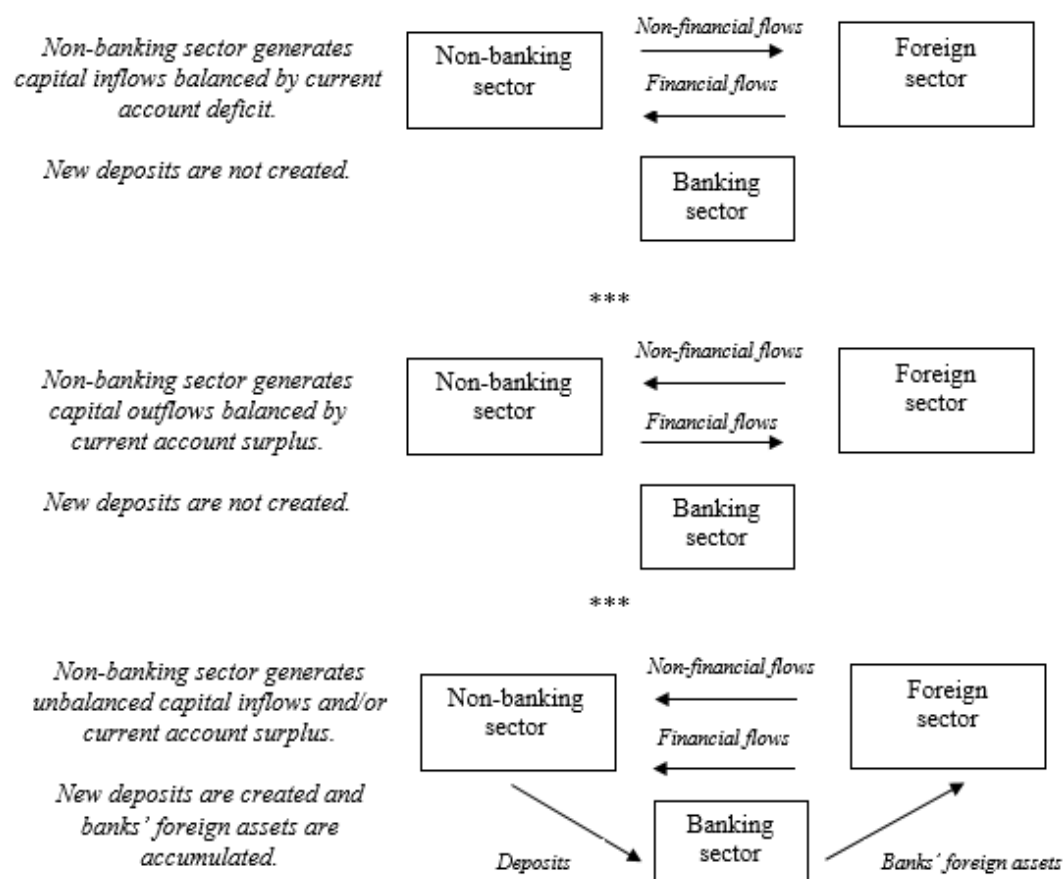 Non-banking sector generates
capital inflows balanced by current
account deficit.
New deposits are not created.
Non-banking
sector
Non-financial flows
Financial flows
Foreign
sector
Banking
sector
***
Non-banking sector generates
capital outflows balanced by
current account surplus.
New deposits are not created.
Non-banking
sector
Non-financial flows
Financial flows
Foreign
sector
Banking
sector
***
Non-banking sector generates
unbalanced capital inflows and/or
current account surplus.
New deposits are created and
banks’ foreign assets are
accumulated.
Non-banking
sector
Non-financial flows
Financial flows
Foreign
sector
Deposits
Banking
sector
Banks’ foreign assets